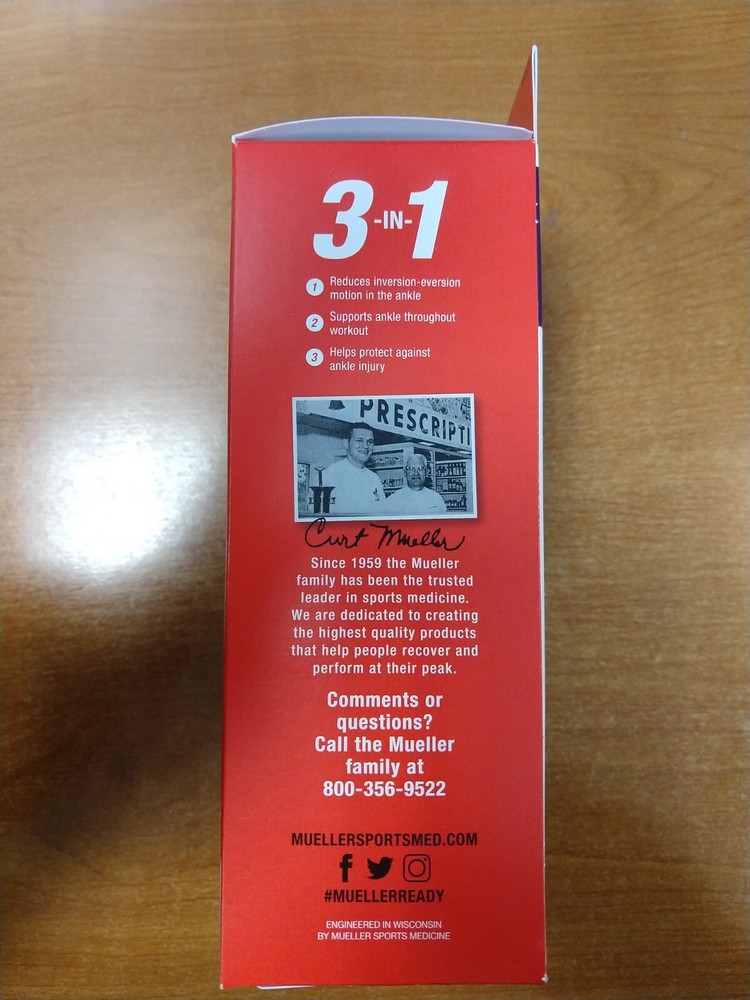 3-IN-1
1 Reduces inversion-eversion
motion in the ankle
2 Supports ankle throughout
workout
3 Helps protect against
ankle injury
PRESCRIPTI
Curt Mueller
Since 1959 the Mueller
family has been the trusted
leader in sports medicine.
We are dedicated to creating
the highest quality products
that help people recover and
perform at their peak.
Comments or
questions?
Call the Mueller
family at
800-356-9522
MUELLERSPORTSMED.COM
#MUELLERREADY
ENGINEERED IN WISCONSIN
BY MUELLER SPORTS MEDICINE